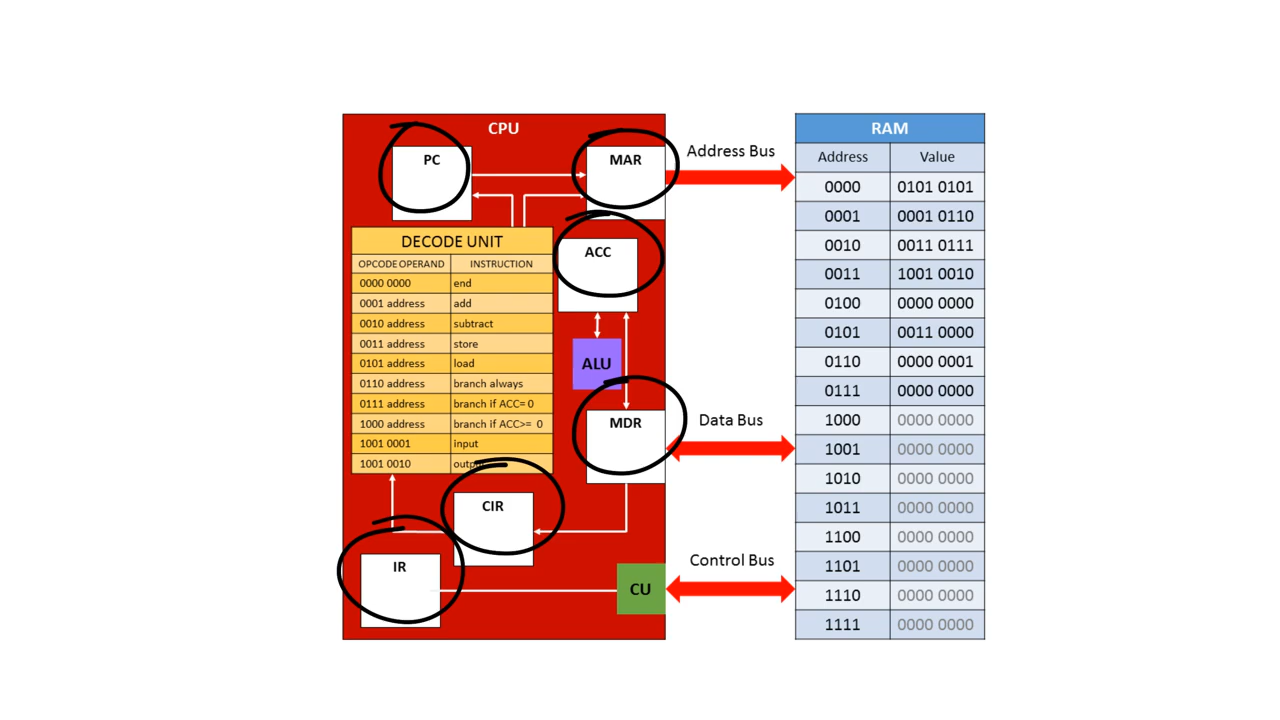 CPU
PC
MAR
ACC
DECODE UNIT
OPCODE OPERAND INSTRUCTION
0000 0000 end
0001 address add
0010 address subtract
0011 address store
0101 address load
0110 address branch always
0111 address branch if ACC= 0
1000 address branch if ACC>= 0
1001 0001 input
1001 0010 output
ALU
MDR
CIR
IR
CU
Address Bus
Data Bus
Control Bus
RAM
Address Value
0000 0101 0101
0001 0001 0110
0010 0011 0111
0011 1001 0010
0100 0000 0000
0101 0011 0000
0110 0000 0001
0111 0000 0000
1000 0000 0000
1001 0000 0000
1010 0000 0000
1011 0000 0000
1100 0000 0000
1101 0000 0000
1110 0000 0000
1111 0000 0000